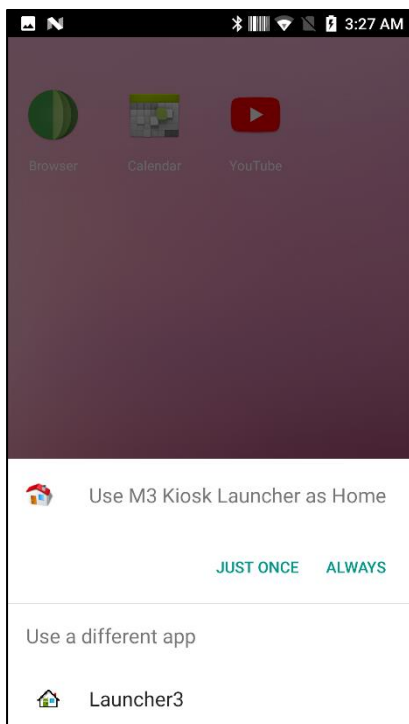 3:27 AM
Browser Calendar YouTube
Use M3 Kiosk Launcher as Home
JUST ONCE ALWAYS
Use a different app
Launcher3